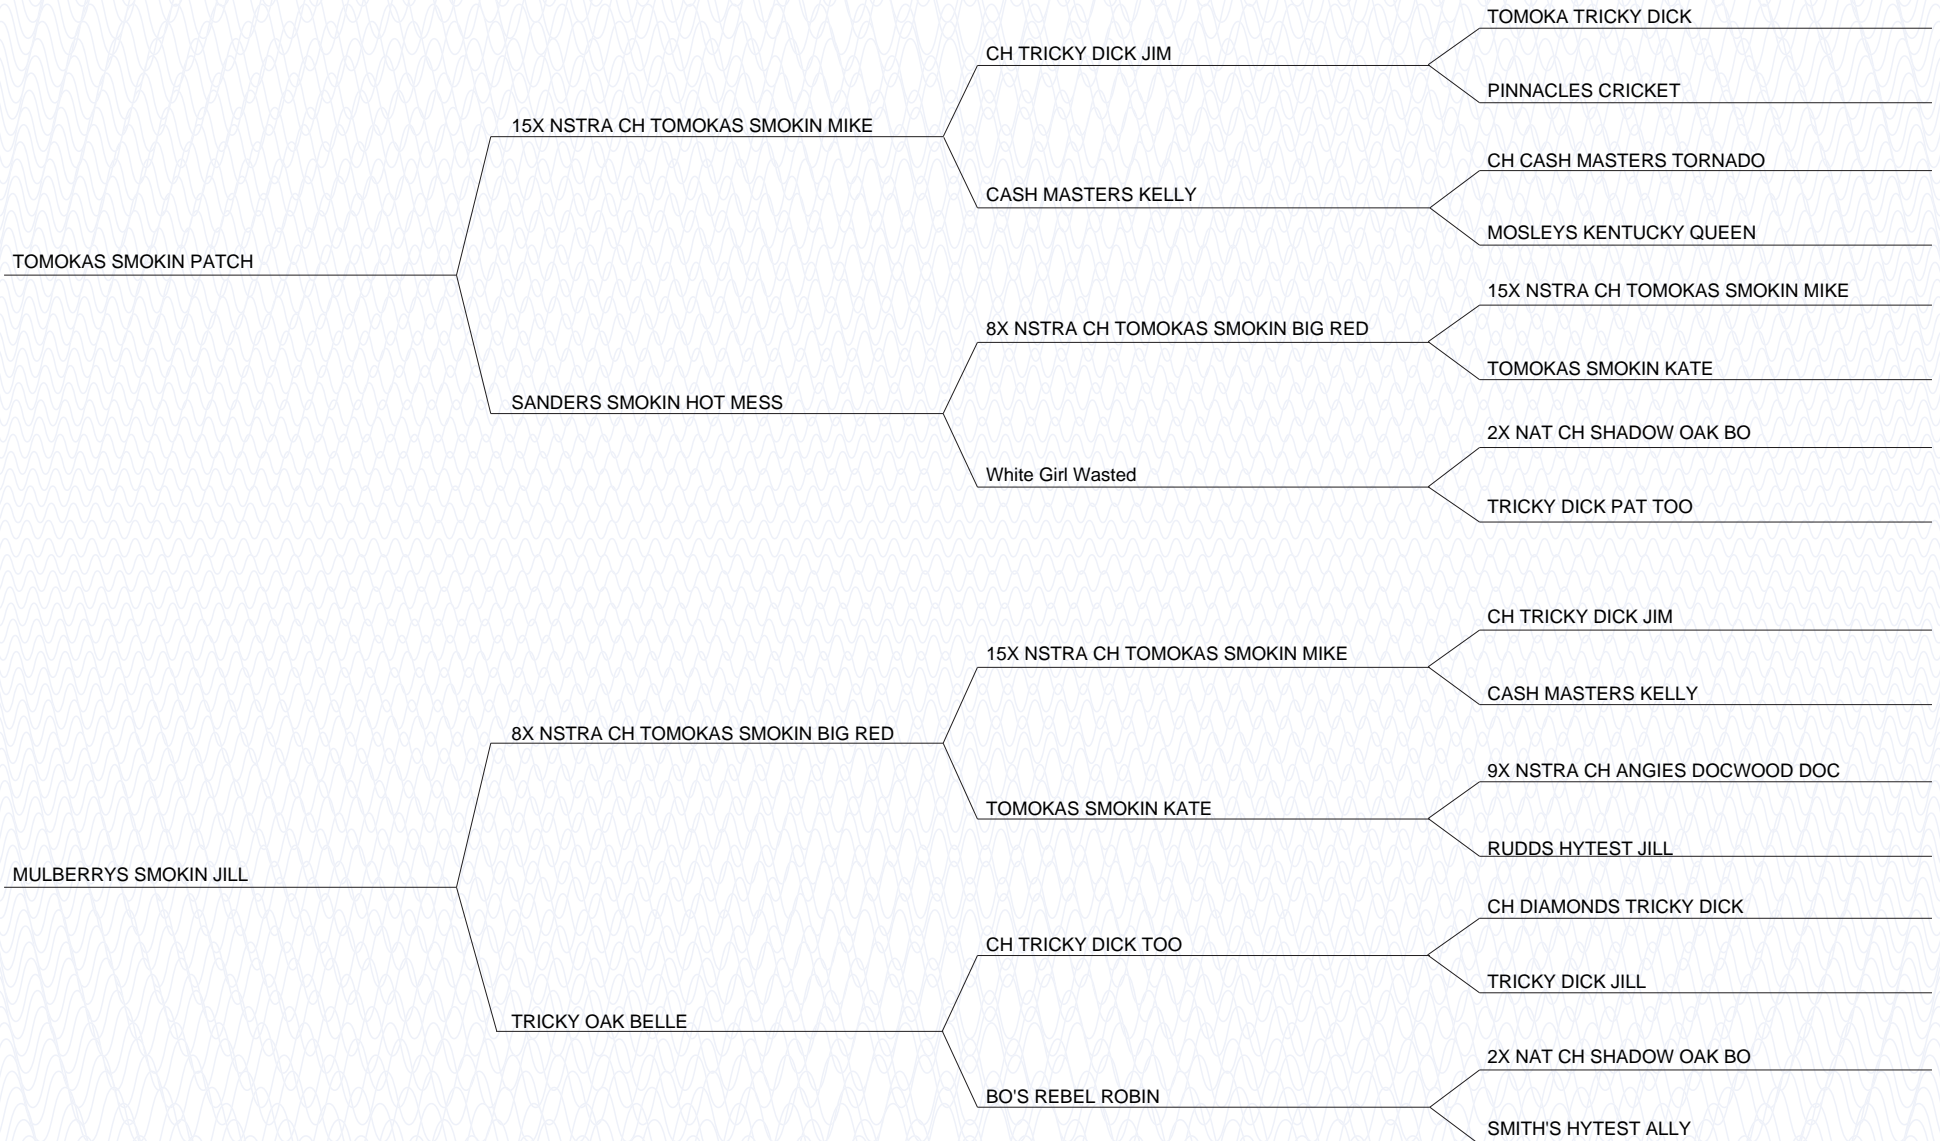 TOMOKA TRICKY DICK
CH TRICKY DICK JIM
PINNACLES CRICKET
15X NSTRA CH TOMOKAS SMOKIN MIKE
CH CASH MASTERS TORNADO
CASH MASTERS KELLY
MOSLEYS KENTUCKY QUEEN
TOMOKAS SMOKIN PATCH
15X NSTRA CH TOMOKAS SMOKIN MIKE
8X NSTRA CH TOMOKAS SMOKIN BIG RED
TOMOKAS SMOKIN KATE
SANDERS SMOKIN HOT MESS
2X NAT CH SHADOW OAK BO
White Girl Wasted
TRICKY DICK PAT TOO
CH TRICKY DICK JIM
15X NSTRA CH TOMOKAS SMOKIN MIKE
CASH MASTERS KELLY
8X NSTRA CH TOMOKAS SMOKIN BIG RED
9X NSTRA CH ANGIES DOCWOOD DOC
TOMOKAS SMOKIN KATE
RUDDS HYTEST JILL
MULBERRYS SMOKIN JILL
CH DIAMONDS TRICKY DICK
CH TRICKY DICK TOO
TRICKY DICK JILL
TRICKY OAK BELLE
2X NAT CH SHADOW OAK BO
BO'S REBEL ROBIN
SMITH'S HYTEST ALLY